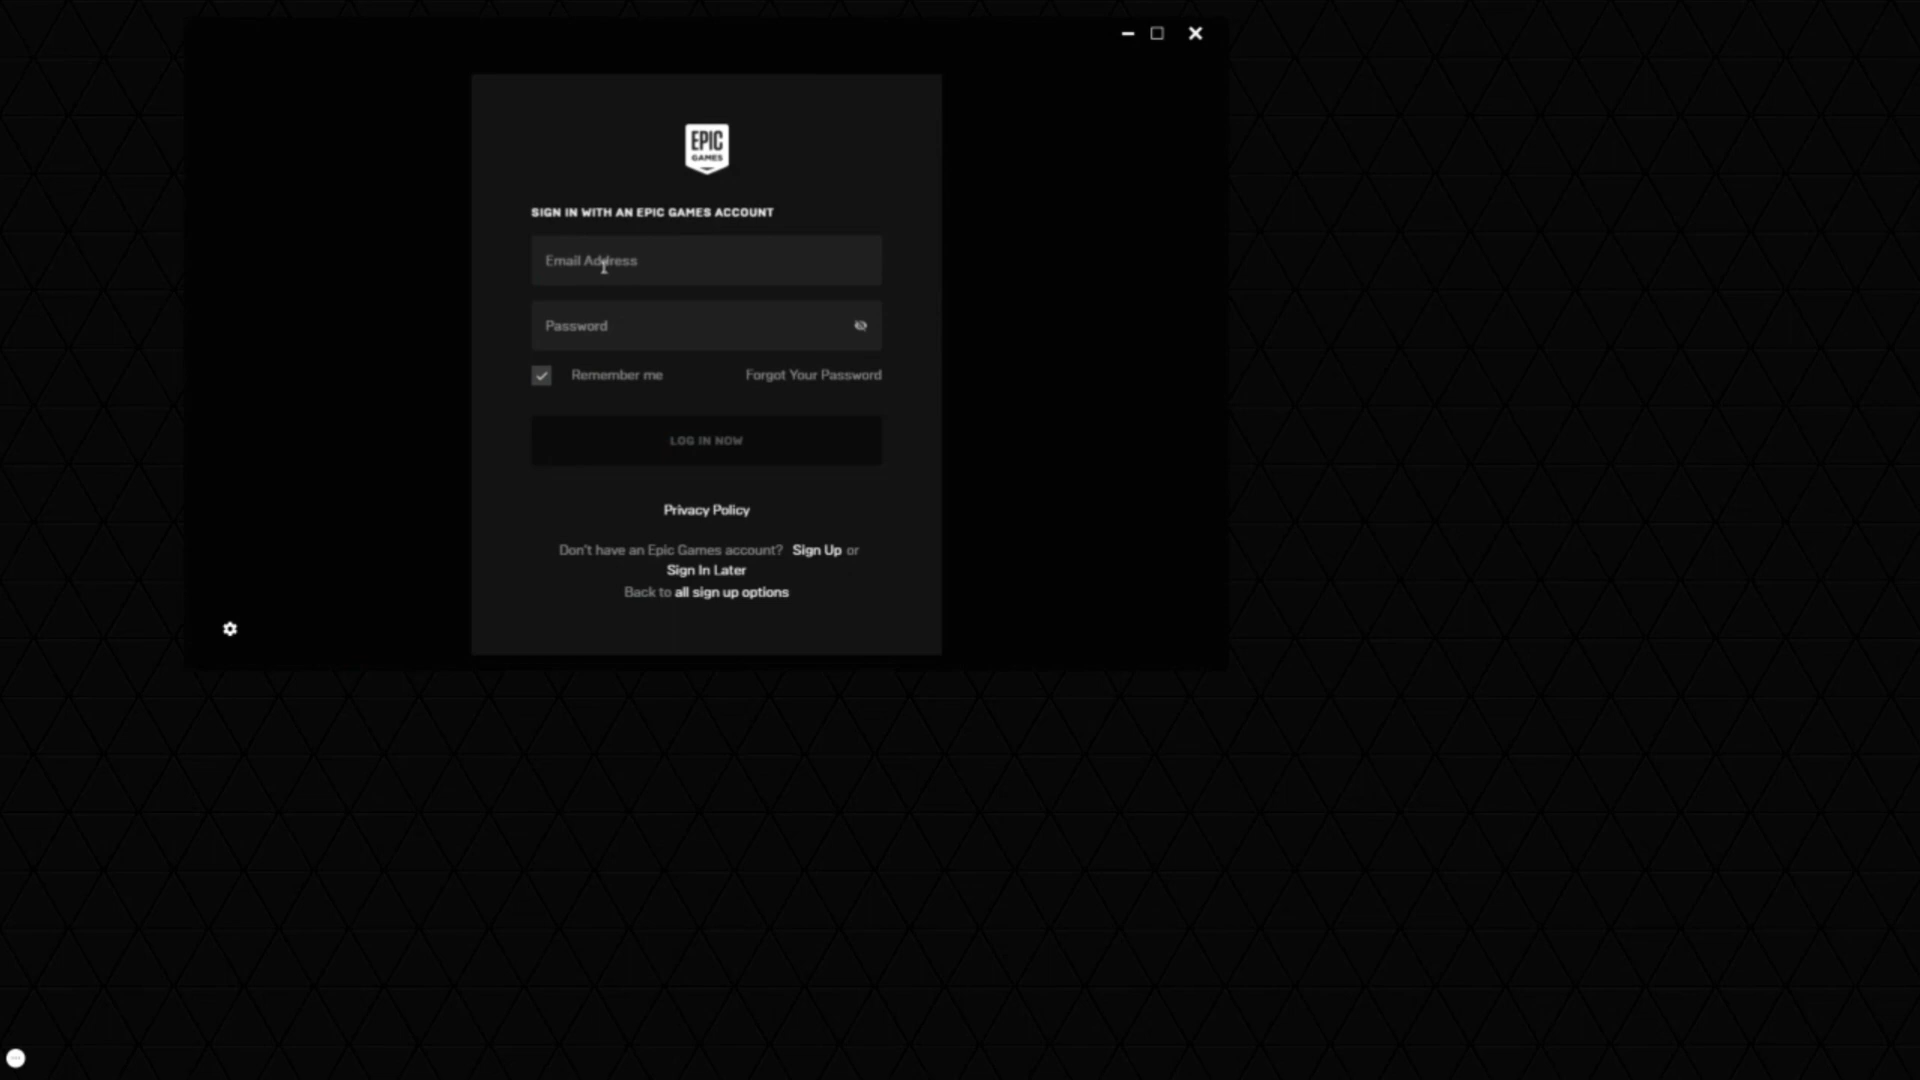 EPIC
GAMES
SIGN IN WITH AN EPIC GAMES ACCOUNT
Email Address
Password
Remember me Forgot Your Password
LOG IN NOW
Privacy Policy
Don't have an Epic Games account? Sign Up or
Sign In Later
Back to all sign up options